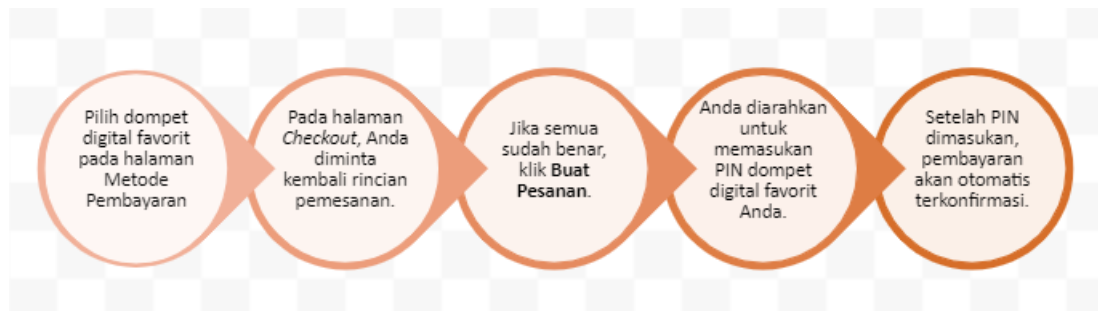 Pilih dompet
digital favorit
pada halaman
Metode
Pembayaran
Pada halaman
Checkout, Anda
diminta
kembali rincian
pemesanan.
Jika semua
sudah benar,
klik Buat
Pesanan.
Anda diarahkan
untuk
memasukan
PIN dompet
digital favorit
Anda.
Setelah PIN
dimasukan,
pembayaran
akan otomatis
terkonfirmasi.